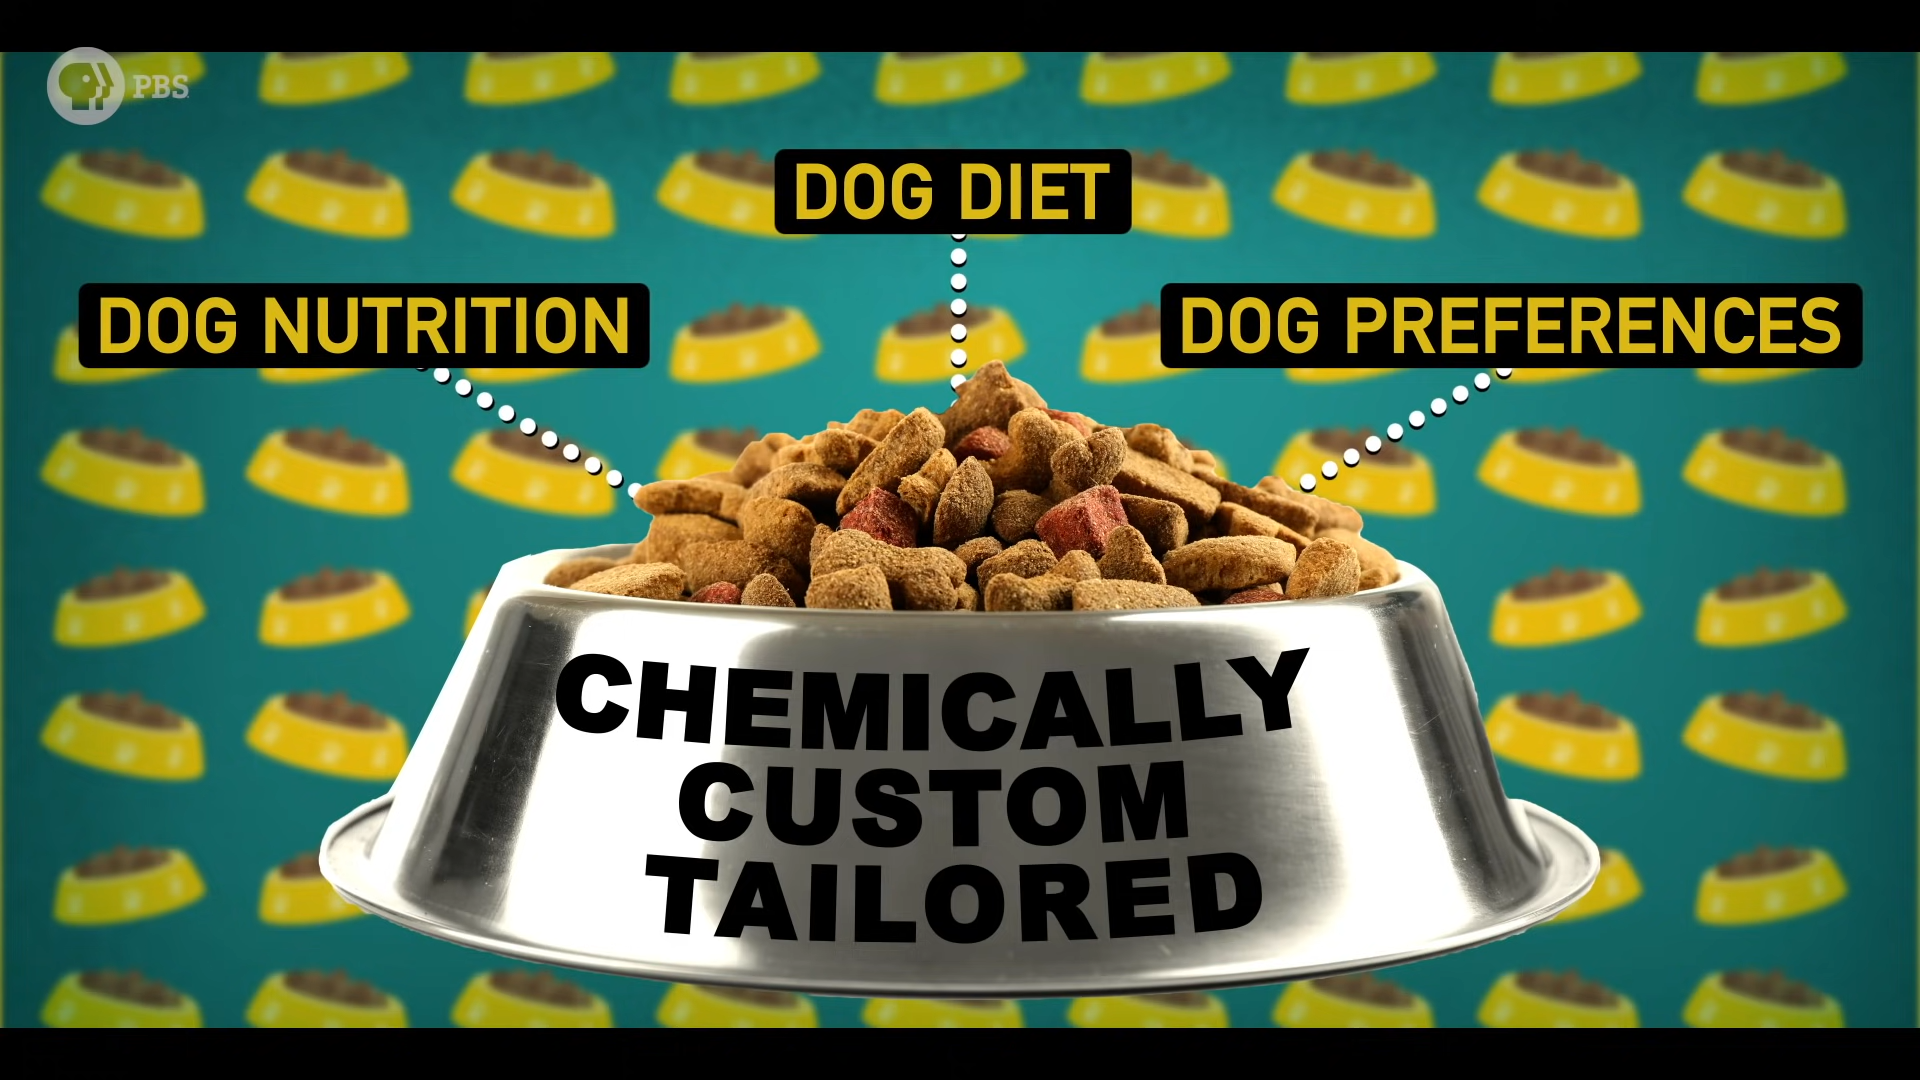 PBS
DOG DIET
DOG NUTRITION
DOG PREFERENCES
CHEMICALLY
CUSTOM
TAILORED